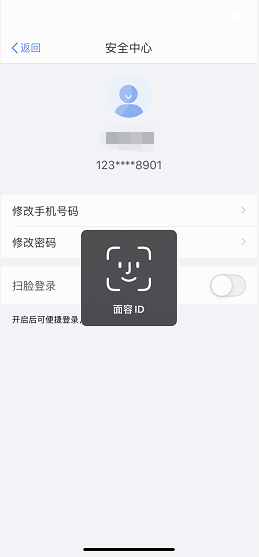 返回
安全中心
123****8901
修改手机号码
修改密码
扫脸登录
面容 ID
开启后可便捷登录，